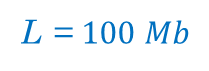 L = 100 Mb